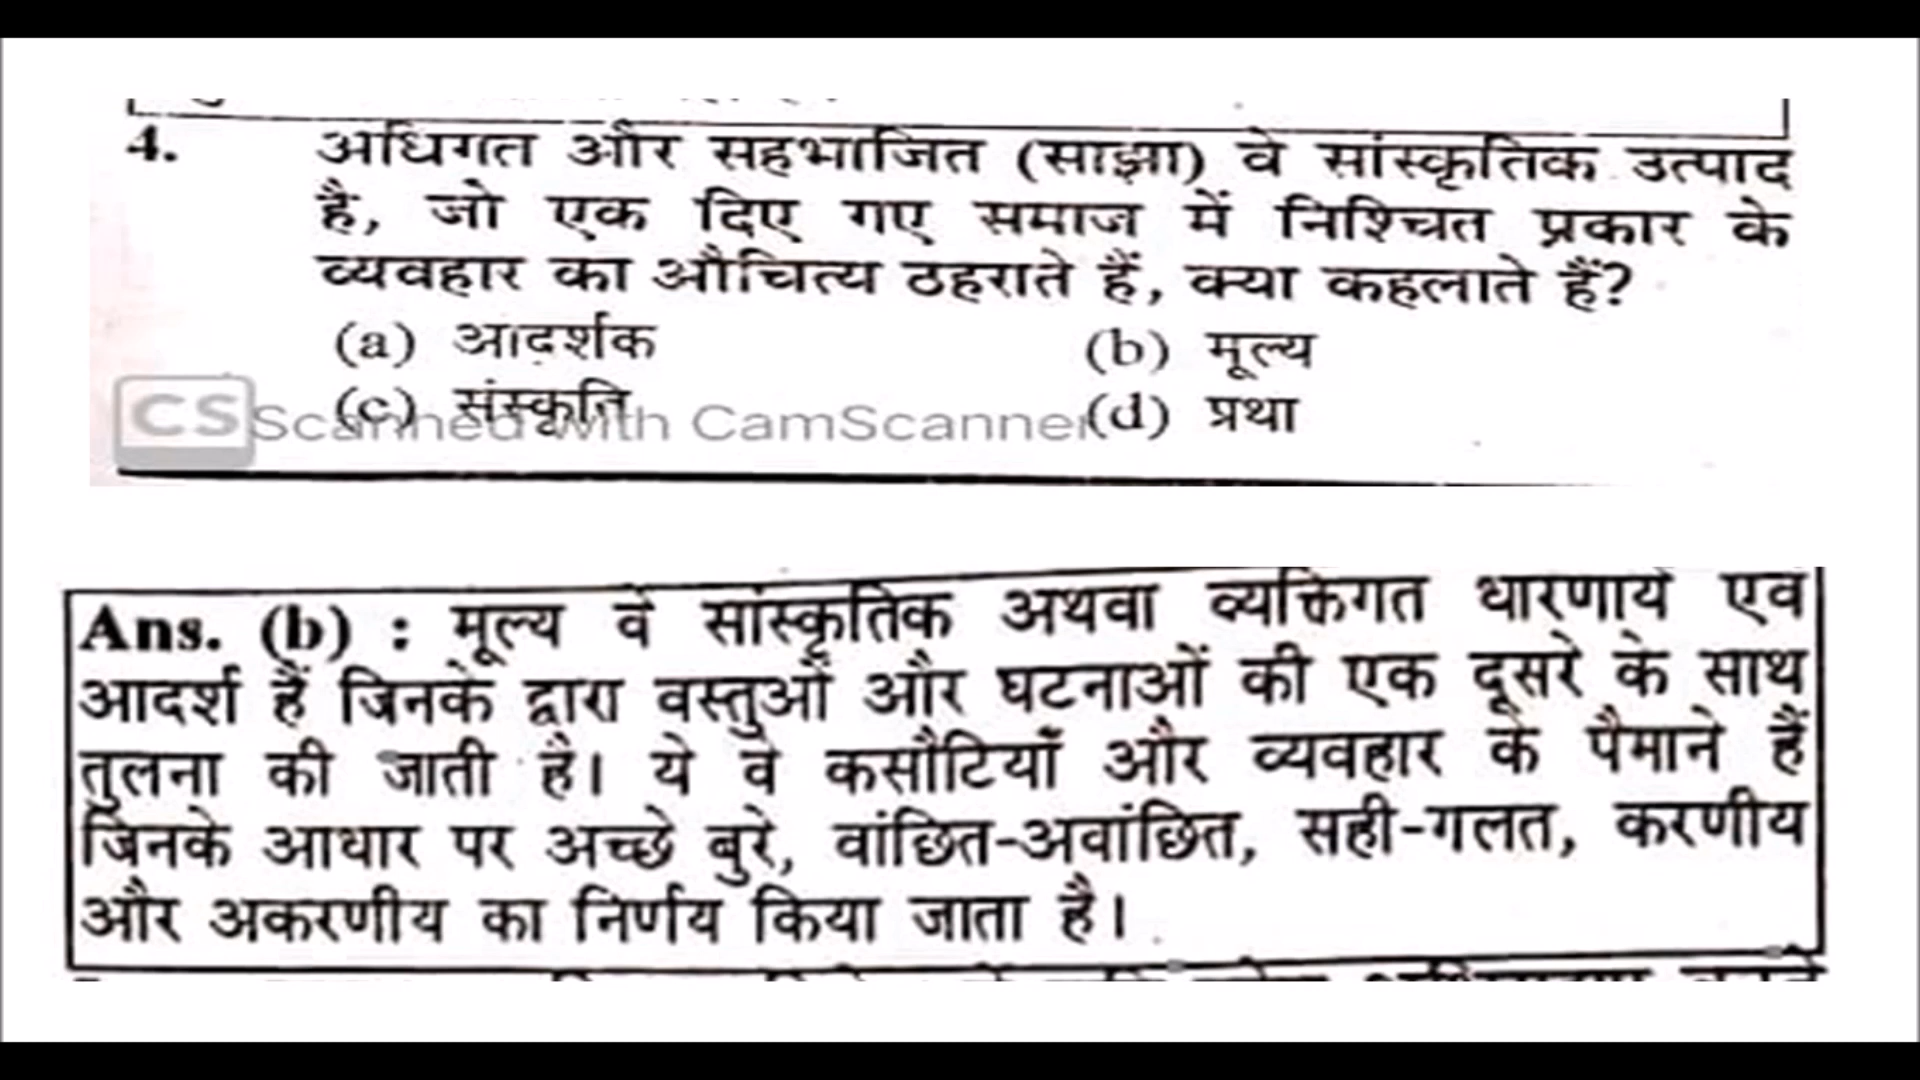 4. अधिगत और सहभाजित (साझा) वे सांस्कृतिक उत्पाद
है, जो एक दिए गए समाज में निश्चित प्रकार के
व्यवहार का औचित्य ठहराते हैं, क्या कहलाते हैं?
(a) आदर्शक (b) मूल्य
(c) संस्कृति (d) प्रथा
CS Scanned with CamScanner
Ans. (b) : मूल्य वे सांस्कृतिक अथवा व्यक्तिगत धारणायें एवं
आदर्श हैं जिनके द्वारा वस्तुओं और घटनाओं की एक दूसरे के साथ
तुलना की जाती है। ये वे कसौटियाँ और व्यवहार के पैमाने हैं
जिनके आधार पर अच्छे बुरे, वांछित-अवांछित, सही-गलत, करणीय
और अकरणीय का निर्णय किया जाता है।